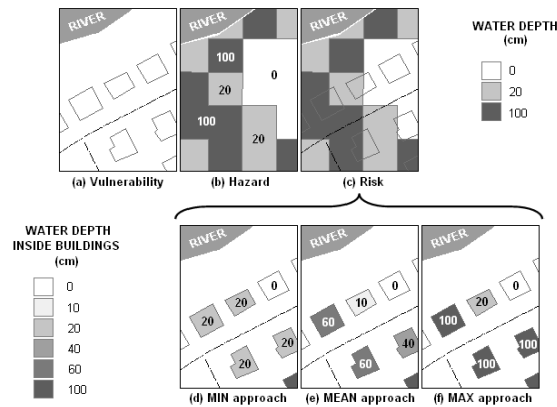 RIVER
RIVER
RIVER
WATER DEPTH
(cm)
100
0
20
100
20
0
20
100
(a) Vulnerability
(b) Hazard
(c) Risk
WATER DEPTH
INSIDE BUILDINGS
(cm)
0
10
20
40
60
100
RIVER
0
20
20
20
20
RIVER
0
10
60
40
60
RIVER
0
20
100
100
100
(d) MIN approach
(e) MEAN approach
(f) MAX approach